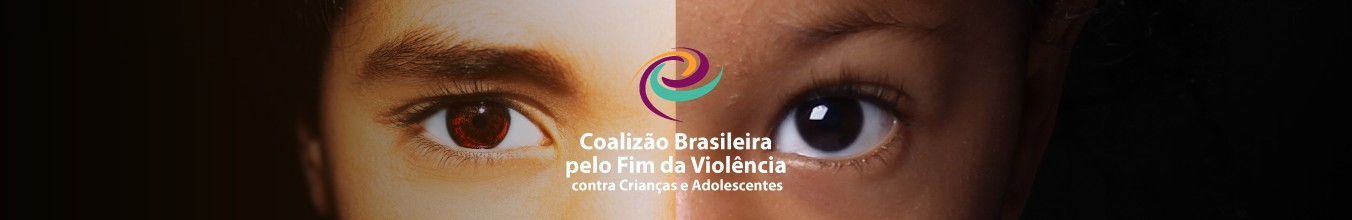 Coalizão Brasileira
pelo Fim da Violência
contra Crianças e Adolescentes